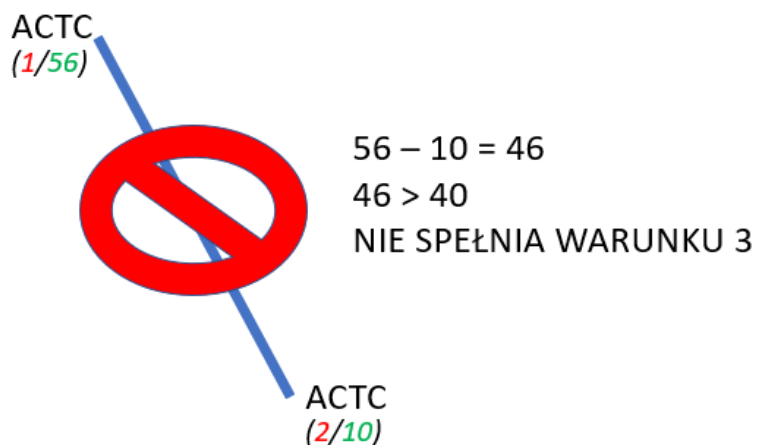 ACTC
(1/56)
56 – 10 = 46
46 > 40
NIE SPEŁNIA WARUNKU 3
ACTC
(2/10)